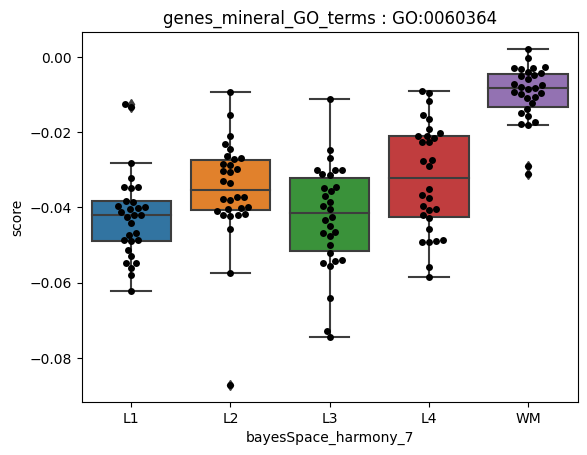 genes_mineral_GO_terms : GO:0060364
0.00
−0.02
−0.04
−0.06
−0.08
score
L1 L2 L3 L4 WM
bayesSpace_harmony_7